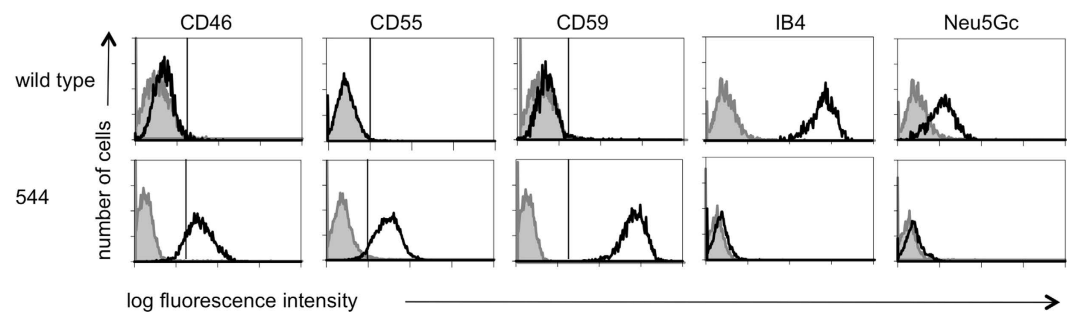 CD46 CD55 CD59 IB4 Neu5Gc
wild type
544
number of cells
log fluorescence intensity